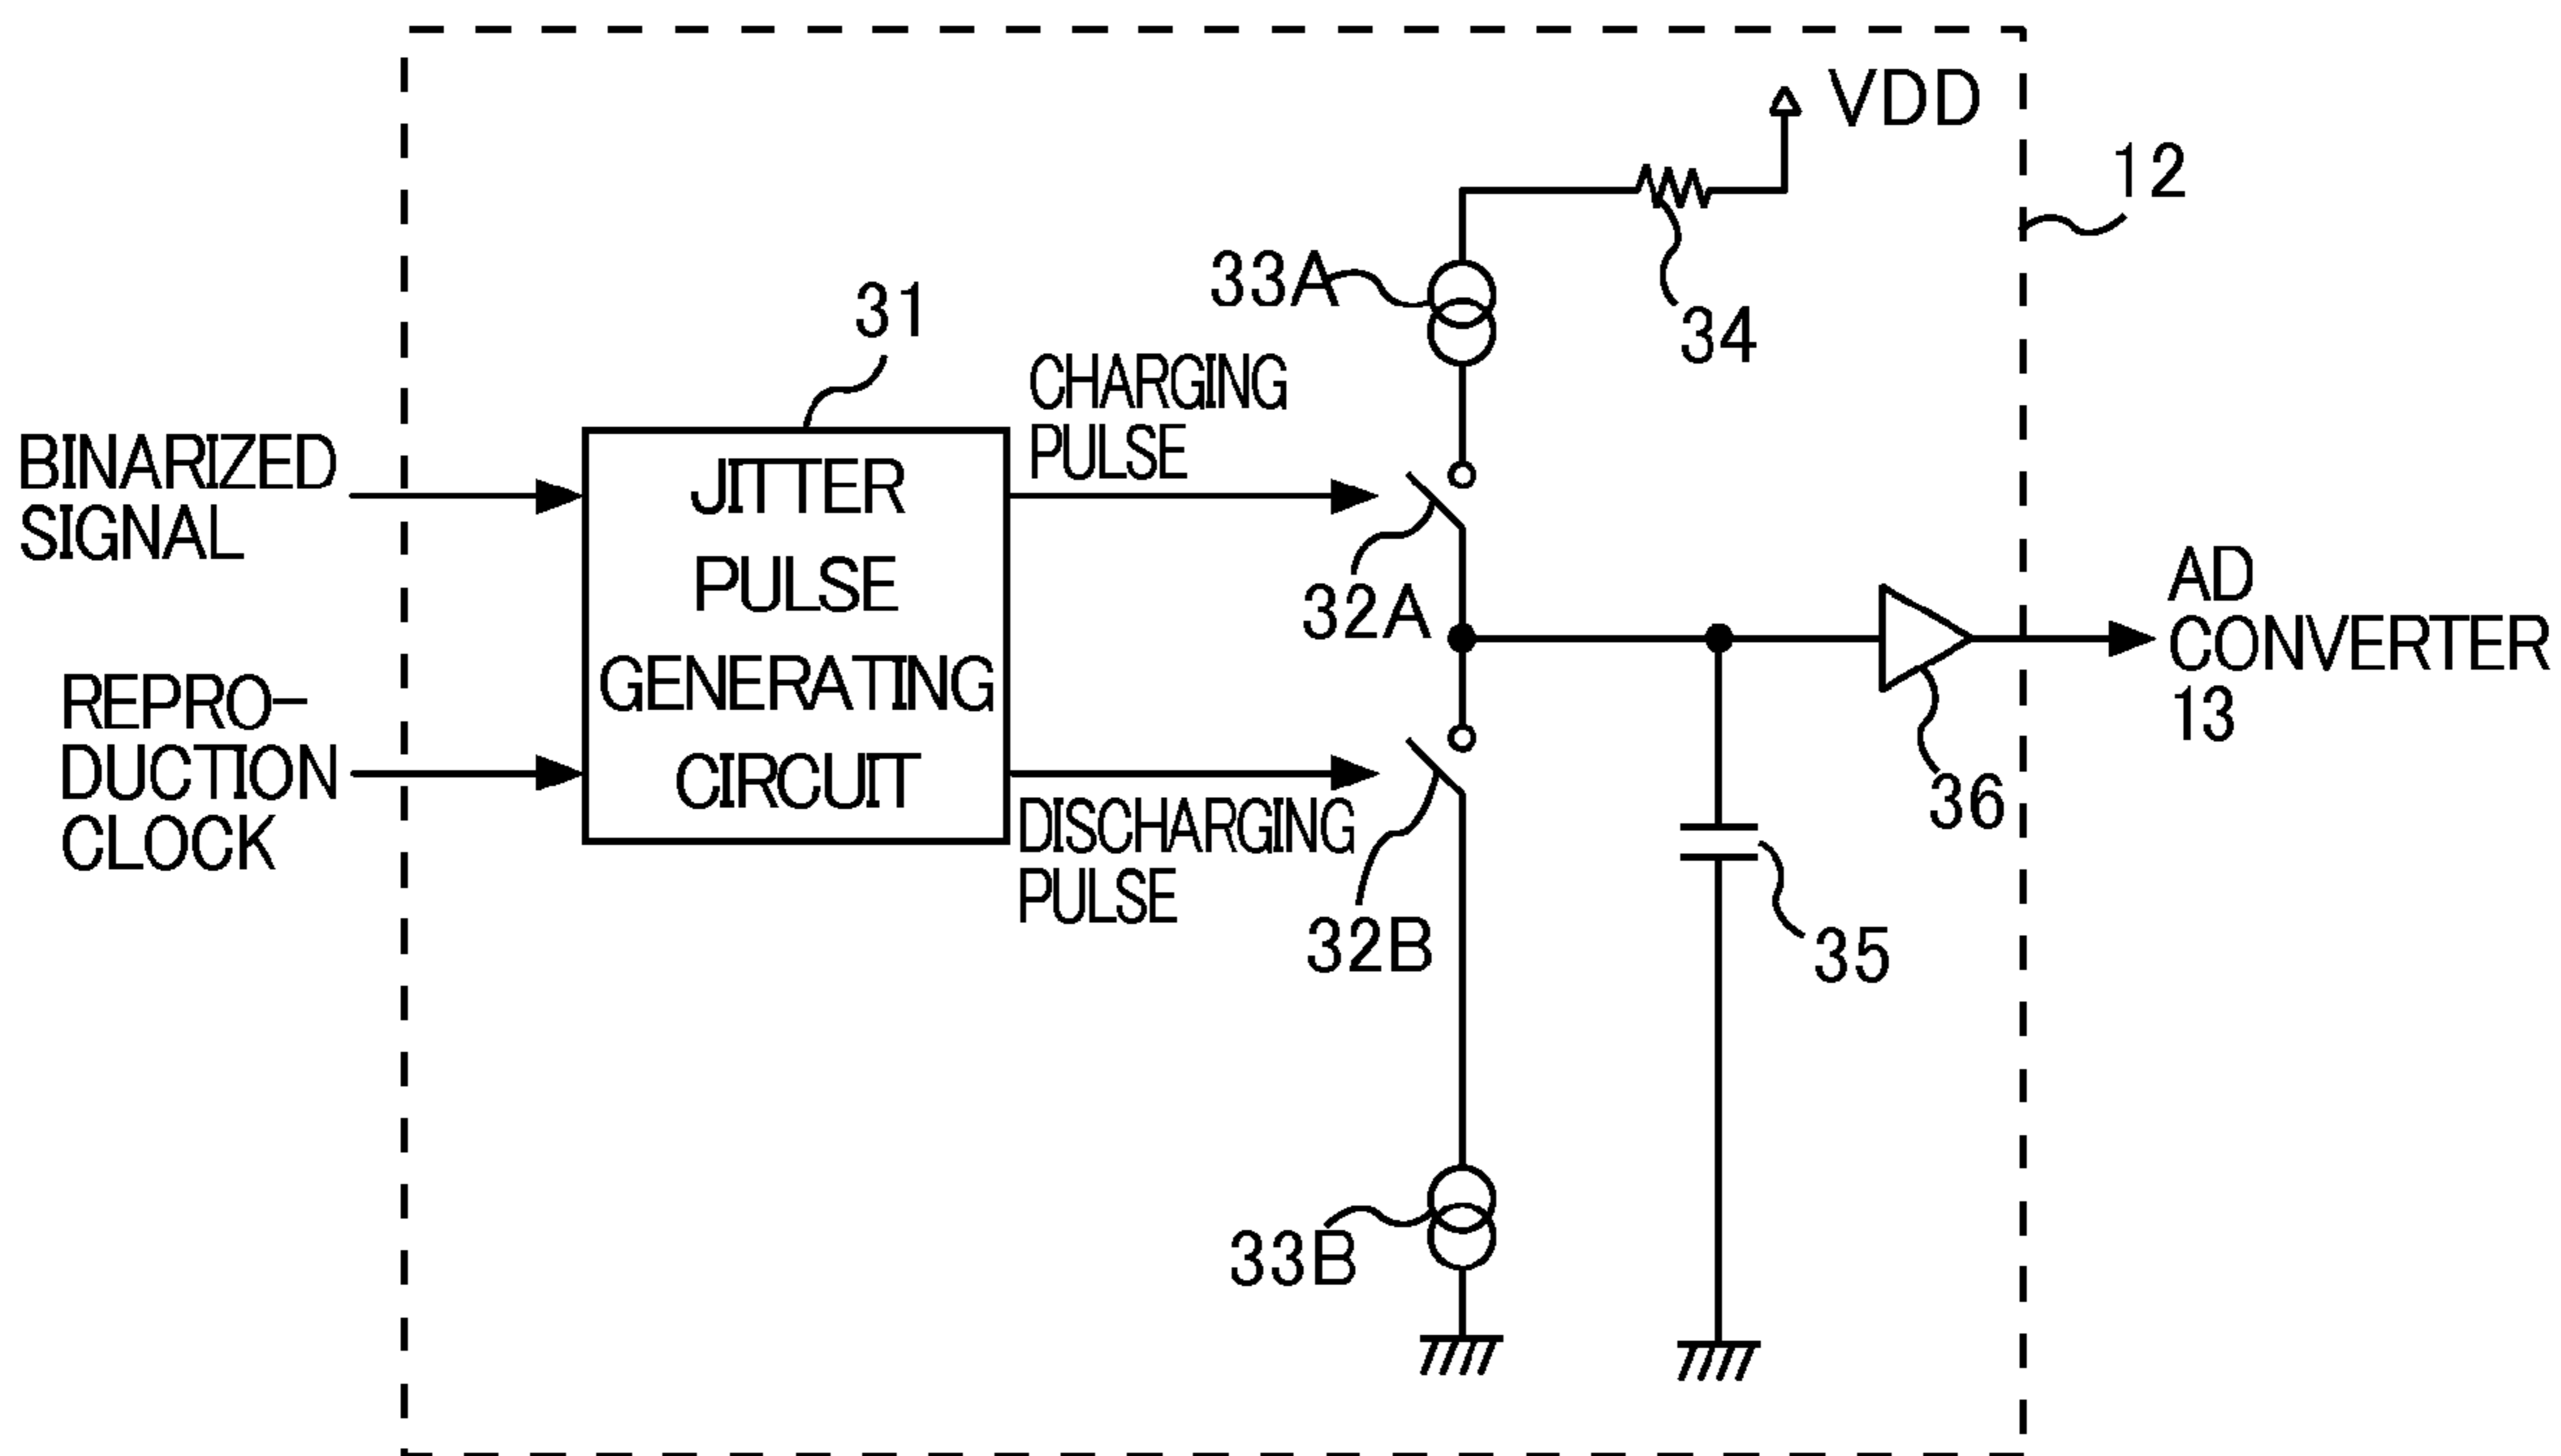 VDD
12
33A
34
31
CHARGING
PULSE
BINARIZED
SIGNAL
JITTER
PULSE
GENERATING
CIRCUIT
32A
AD
CONVERTER
13
REPRO-
DUCTION
CLOCK
DISCHARGING
PULSE
36
32B
35
33B